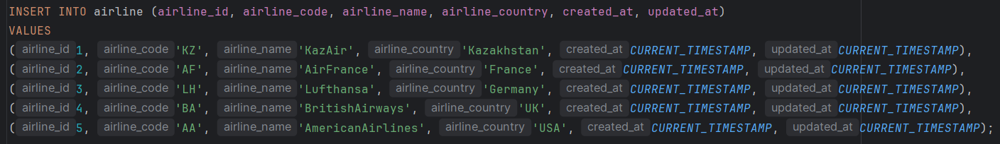 INSERT INTO airline (airline_id, airline_code, airline_name, airline_country, created_at, updated_at)
VALUES
( airline_id 1, airline_code 'KZ', airline_name 'KazAir', airline_country 'Kazakhstan', created_at CURRENT_TIMESTAMP, updated_at CURRENT_TIMESTAMP),
( airline_id 2, airline_code 'AF', airline_name 'AirFrance', airline_country 'France', created_at CURRENT_TIMESTAMP, updated_at CURRENT_TIMESTAMP),
( airline_id 3, airline_code 'LH', airline_name 'Lufthansa', airline_country 'Germany', created_at CURRENT_TIMESTAMP, updated_at CURRENT_TIMESTAMP),
( airline_id 4, airline_code 'BA', airline_name 'BritishAirways', airline_country 'UK', created_at CURRENT_TIMESTAMP, updated_at CURRENT_TIMESTAMP),
( airline_id 5, airline_code 'AA', airline_name 'AmericanAirlines', airline_country 'USA', created_at CURRENT_TIMESTAMP, updated_at CURRENT_TIMESTAMP);